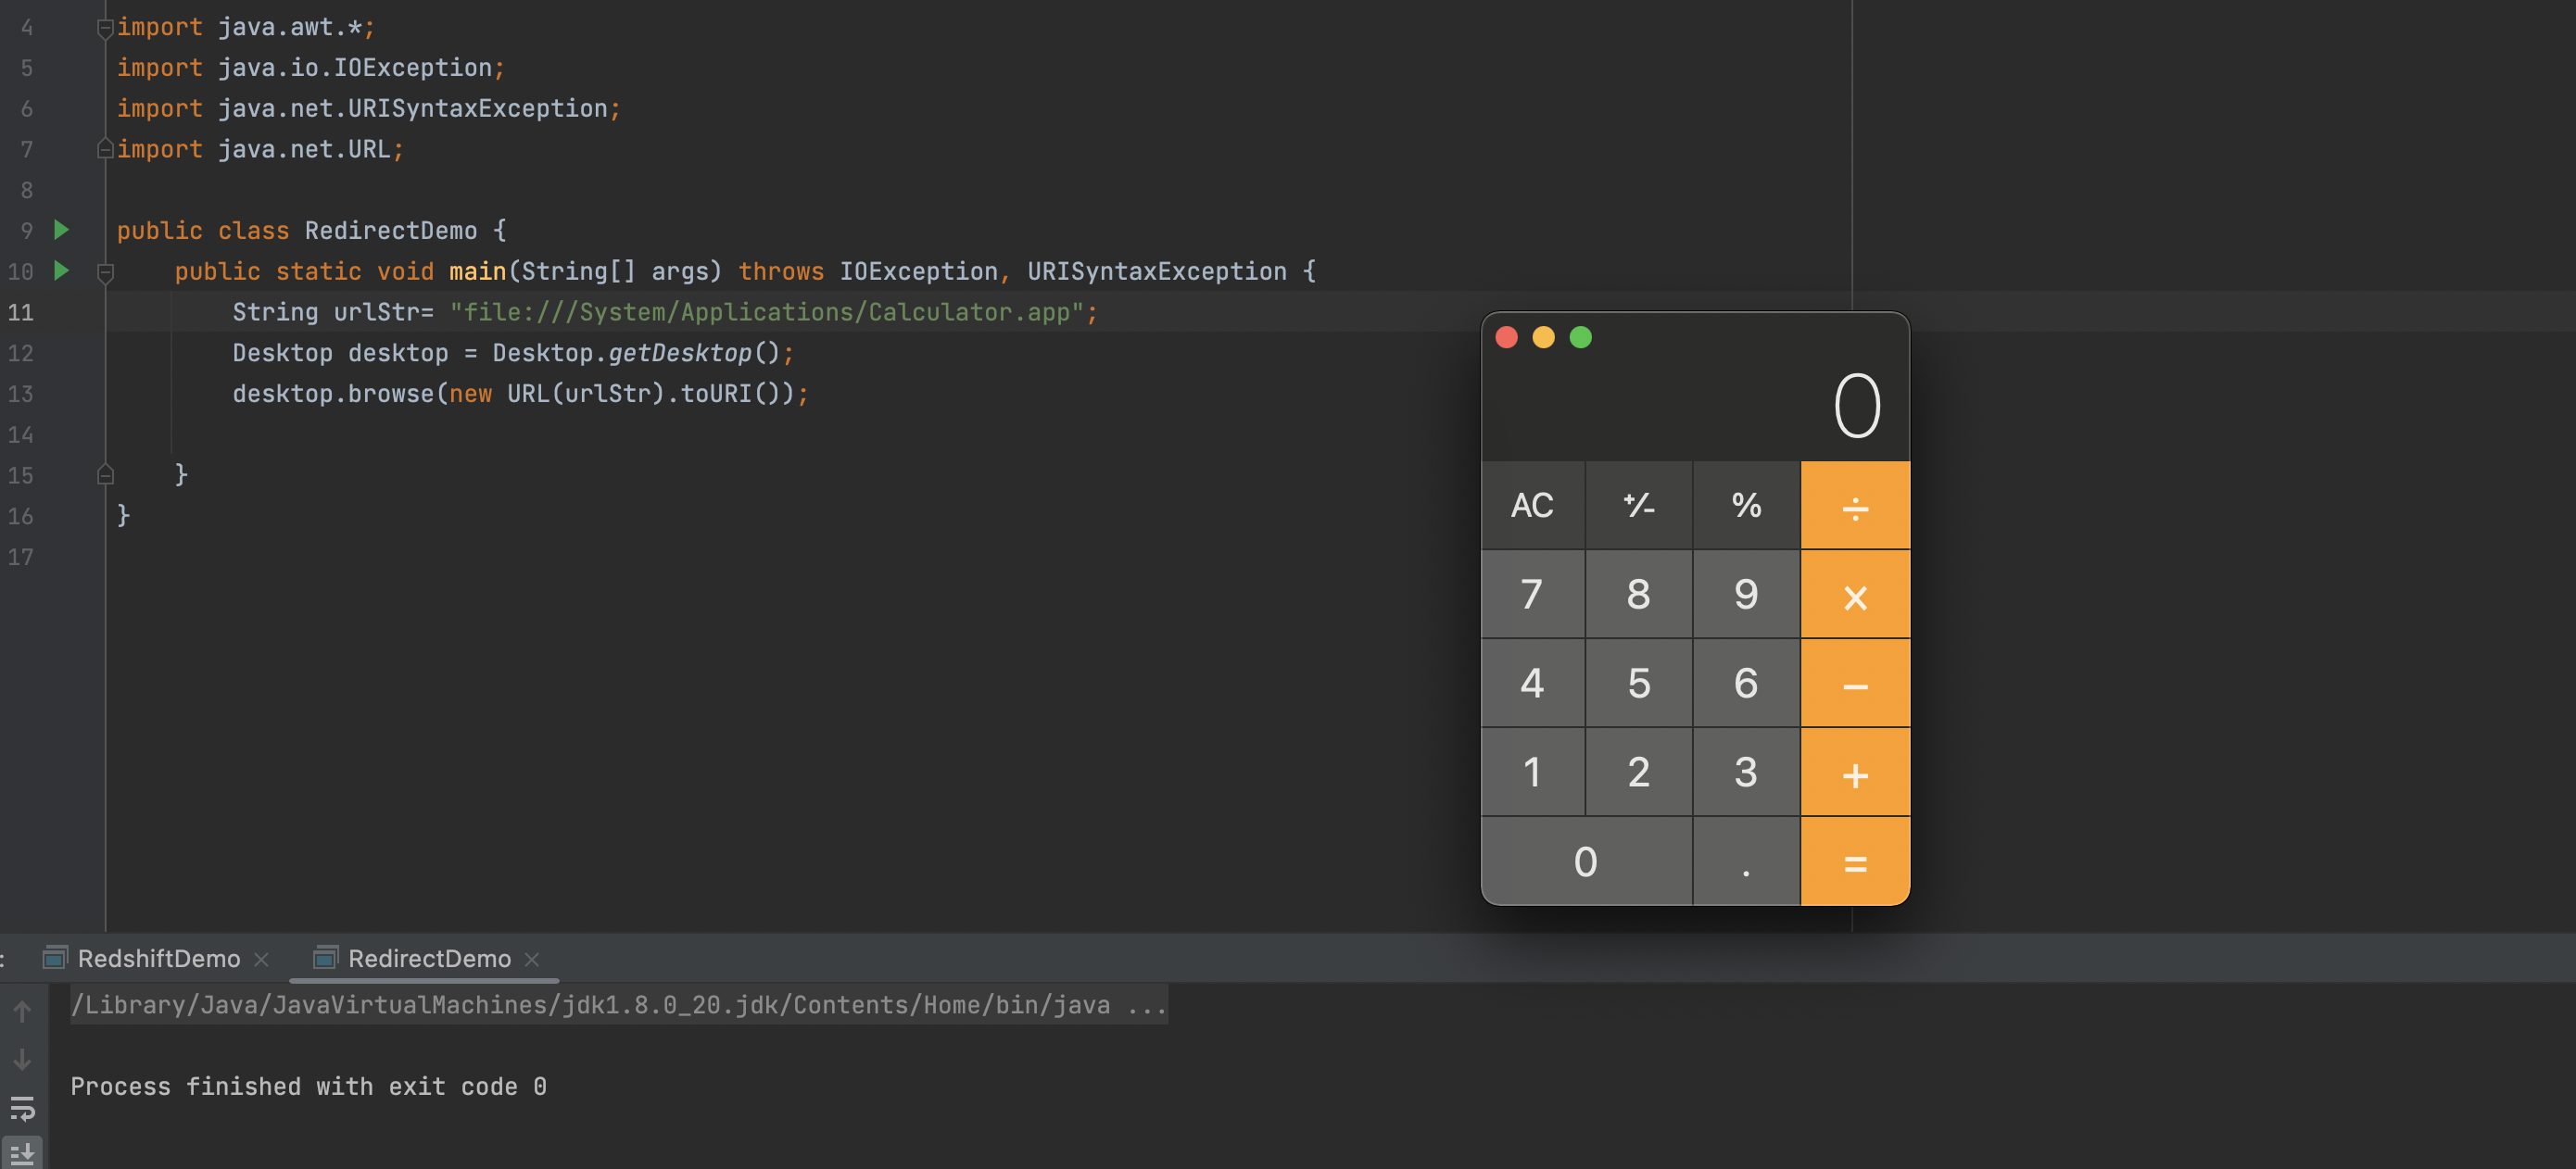 4 import java.awt.*;
5 import java.io.IOException;
6 import java.net.URISyntaxException;
7 import java.net.URL;
8
9 public class RedirectDemo {
10 public static void main(String[] args) throws IOException, URISyntaxException {
11 String urlStr= "file:///System/Applications/Calculator.app";
12 Desktop desktop = Desktop.getDesktop();
13 desktop.browse(new URL(urlStr).toURI());
14
15 }
16 }
17
0
AC ⁺∕₋ % ÷
7 8 9 ×
4 5 6 −
1 2 3 +
0 . =
: RedshiftDemo × RedirectDemo ×
/Library/Java/JavaVirtualMachines/jdk1.8.0_20.jdk/Contents/Home/bin/java ...
Process finished with exit code 0